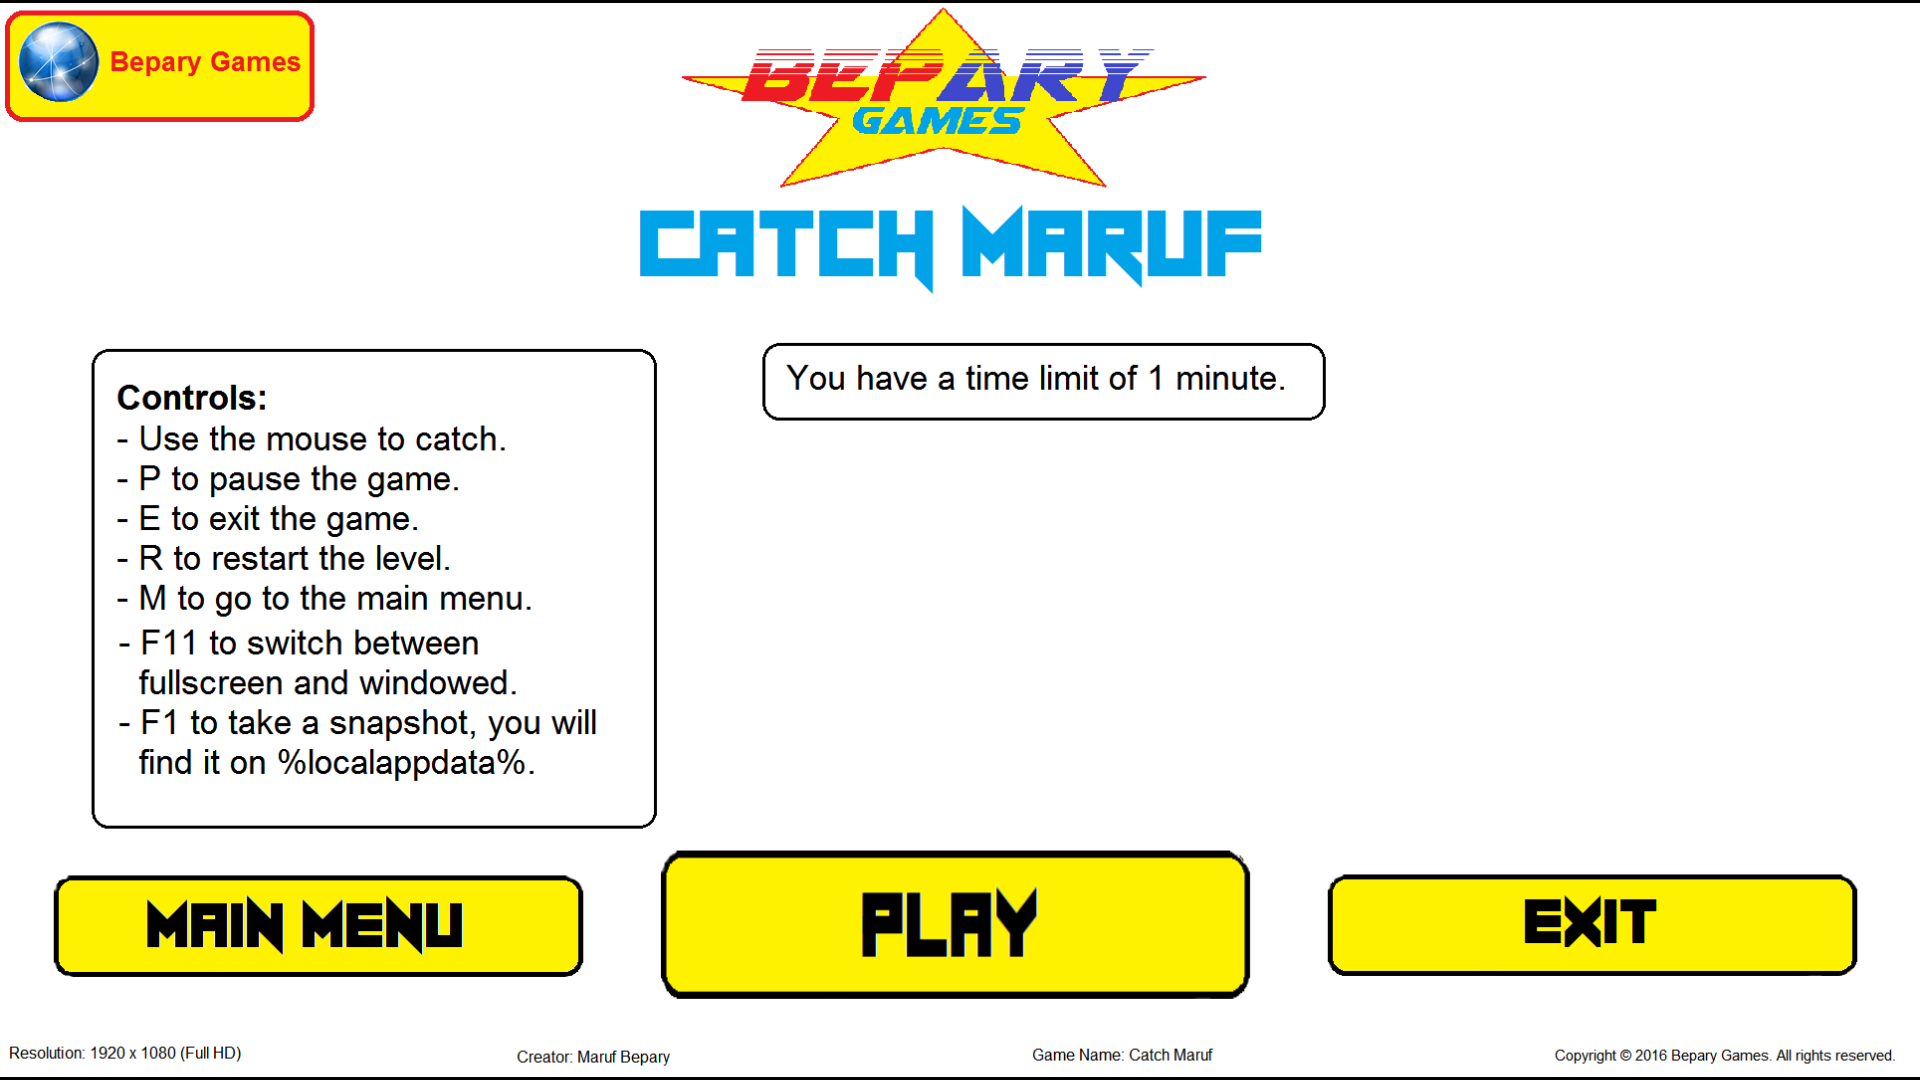 Bepary Games
BEPARY
GAMES
CATCH MARUF
Controls:
- Use the mouse to catch.
- P to pause the game.
- E to exit the game.
- R to restart the level.
- M to go to the main menu.
- F11 to switch between
fullscreen and windowed.
- F1 to take a snapshot, you will
find it on %localappdata%.
You have a time limit of 1 minute.
MAIN MENU
PLAY
EXIT
Resolution: 1920 x 1080 (Full HD)
Creator: Maruf Bepary
Game Name: Catch Maruf
Copyright © 2016 Bepary Games. All rights reserved.